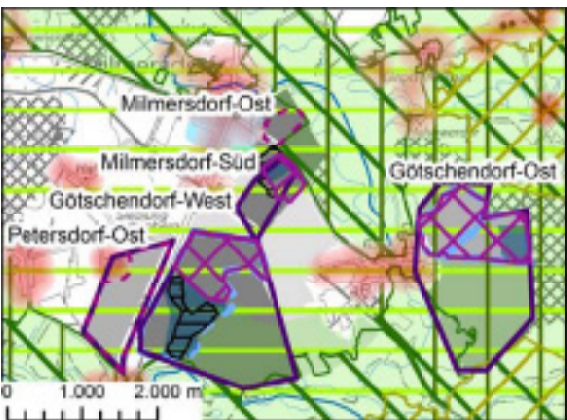 Milmersdorf-Ost
Milmersdorf-Süd
Götschendorf-Ost
Götschendorf-West
Petersdorf-Ost
0 1.000 2.000 m